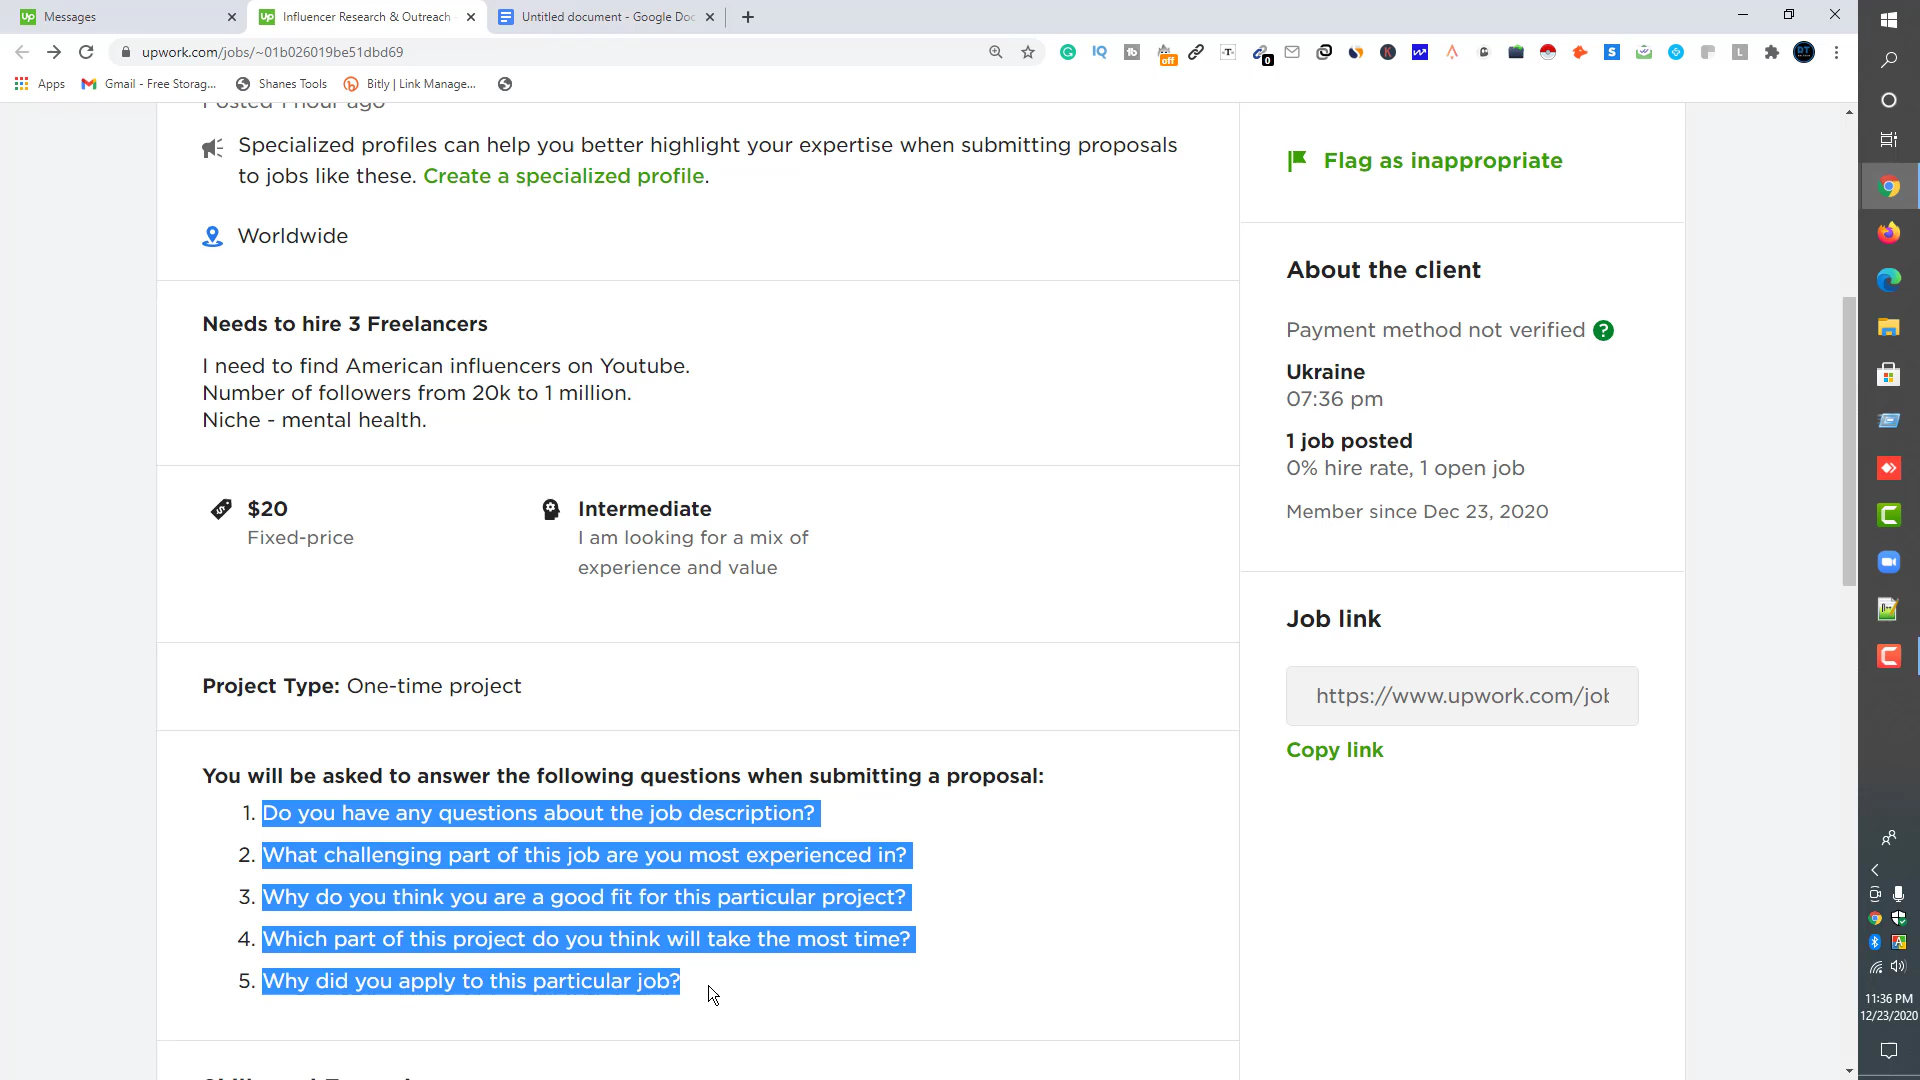 Messages
Influencer Research & Outreach
Untitled document - Google Doc
upwork.com/jobs/~01b026019be51dbd69
Apps
Gmail - Free Storag...
Shanes Tools
Bitly | Link Manage...
off
0
Posted 1 hour ago
Specialized profiles can help you better highlight your expertise when submitting proposals
to jobs like these. Create a specialized profile.
Worldwide
Needs to hire 3 Freelancers
I need to find American influencers on Youtube.
Number of followers from 20k to 1 million.
Niche - mental health.
$20
Fixed-price
Intermediate
I am looking for a mix of
experience and value
Project Type: One-time project
You will be asked to answer the following questions when submitting a proposal:
1. Do you have any questions about the job description?
2. What challenging part of this job are you most experienced in?
3. Why do you think you are a good fit for this particular project?
4. Which part of this project do you think will take the most time?
5. Why did you apply to this particular job?
Flag as inappropriate
About the client
Payment method not verified
Ukraine
07:36 pm
1 job posted
0% hire rate, 1 open job
Member since Dec 23, 2020
Job link
https://www.upwork.com/job
Copy link
11:36 PM
12/23/2020